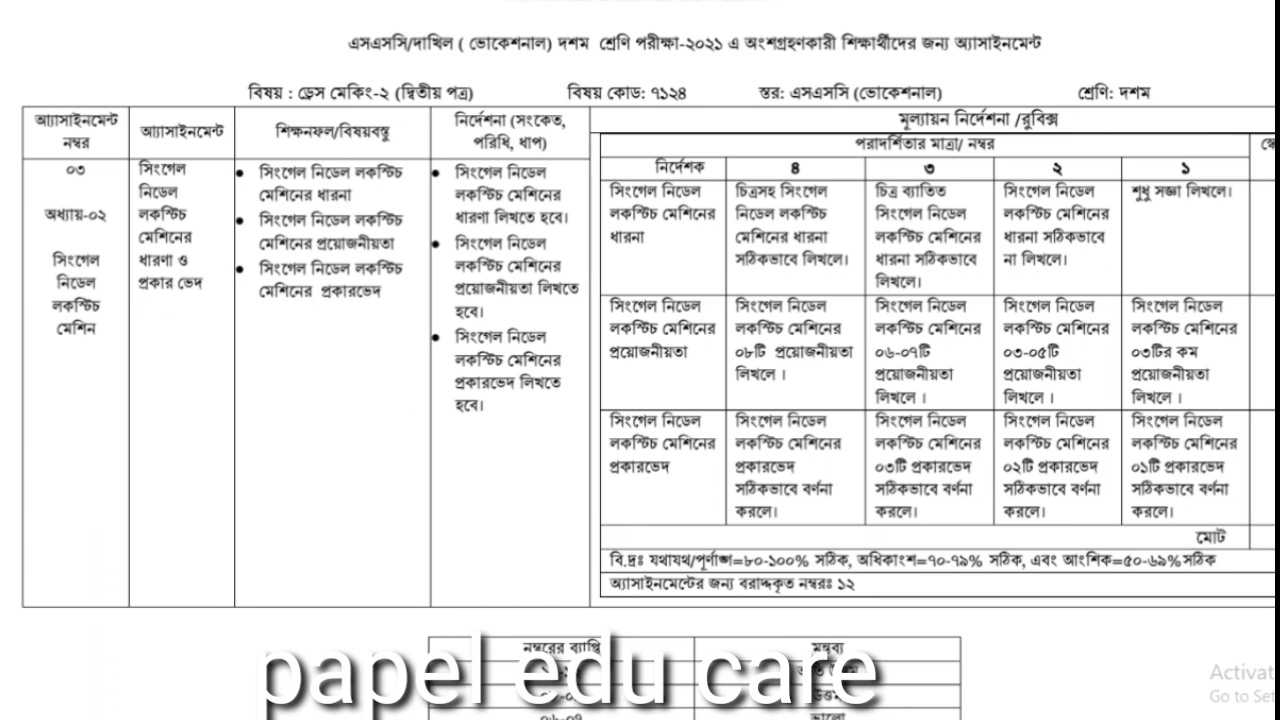 এসএসসি/দাখিল ( ভোকেশনাল) দশম শ্রেণি পরীক্ষা-২০২১ এ অংশগ্রহণকারী শিক্ষার্থীদের জন্য অ্যাসাইনমেন্ট
বিষয় : ড্রেস মেকিং-২ (দ্বিতীয় পত্র) বিষয় কোড: ৭১২৪ স্তর: এসএসসি (ভোকেশনাল) শ্রেণি: দশম
আ্যাসাইনমেন্ট
নম্বর
আ্যাসাইনমেন্ট
শিক্ষনফল/বিষয়বস্তু
নির্দেশনা (সংকেত,
পরিধি, ধাপ)
মূল্যায়ন নির্দেশনা /রুবিক্স
পরাদর্শিতার মাত্রা/ নম্বর
নির্দেশক ৪ ৩ ২ ১
০৩
অধ্যায়-০২
সিংগেল
নিডেল
লকস্টিচ
মেশিন
সিংগেল
নিডেল
লকস্টিচ
মেশিনের
ধারণা ও
প্রকার ভেদ
● সিংগেল নিডেল লকস্টিচ
মেশিনের ধারনা
● সিংগেল নিডেল লকস্টিচ
মেশিনের প্রয়োজনীয়তা
● সিংগেল নিডেল লকস্টিচ
মেশিনের প্রকারভেদ
● সিংগেল নিডেল
লকস্টিচ মেশিনের
ধারণা লিখতে হবে।
● সিংগেল নিডেল
লকস্টিচ মেশিনের
প্রয়োজনীয়তা লিখতে
হবে।
● সিংগেল নিডেল
লকস্টিচ মেশিনের
প্রকারভেদ লিখতে
হবে।
সিংগেল নিডেল
লকস্টিচ মেশিনের
ধারনা
চিত্রসহ সিংগেল
নিডেল লকস্টিচ
মেশিনের ধারনা
সঠিকভাবে লিখলে।
চিত্র ব্যাতিত
সিংগেল নিডেল
লকস্টিচ মেশিনের
ধারনা সঠিকভাবে
লিখলে।
সিংগেল নিডেল
লকস্টিচ মেশিনের
ধারনা সঠিকভাবে
না লিখলে।
শুধু সজ্ঞা লিখলে।
সিংগেল নিডেল
লকস্টিচ মেশিনের
প্রয়োজনীয়তা
সিংগেল নিডেল
লকস্টিচ মেশিনের
০৮টি প্রয়োজনীয়তা
লিখলে ।
সিংগেল নিডেল
লকস্টিচ মেশিনের
০৬-০৭টি
প্রয়োজনীয়তা
লিখলে ।
সিংগেল নিডেল
লকস্টিচ মেশিনের
০৩-০৫টি
প্রয়োজনীয়তা
লিখলে ।
সিংগেল নিডেল
লকস্টিচ মেশিনের
০৩টির কম
প্রয়োজনীয়তা
লিখলে ।
সিংগেল নিডেল
লকস্টিচ মেশিনের
প্রকারভেদ
সিংগেল নিডেল
লকস্টিচ মেশিনের
প্রকারভেদ
সঠিকভাবে বর্ণনা
করলে।
সিংগেল নিডেল
লকস্টিচ মেশিনের
০৩টি প্রকারভেদ
সঠিকভাবে বর্ণনা
করলে।
সিংগেল নিডেল
লকস্টিচ মেশিনের
০২টি প্রকারভেদ
সঠিকভাবে বর্ণনা
করলে।
সিংগেল নিডেল
লকস্টিচ মেশিনের
০১টি প্রকারভেদ
সঠিকভাবে বর্ণনা
করলে।
মোট
বি.দ্রঃ যথাযথ/পূর্ণাঙ্গ=৮০-১০০% সঠিক, অধিকাংশ=৭০-৭৯% সঠিক, এবং আংশিক=৫০-৬৯%সঠিক
অ্যাসাইনমেন্টের জন্য বরাদ্দকৃত নম্বরঃ ১২
নম্বরের ব্যাপ্তি মন্তব্য
papel edu care
উত্তম
ভালো
Activat
Go to Set